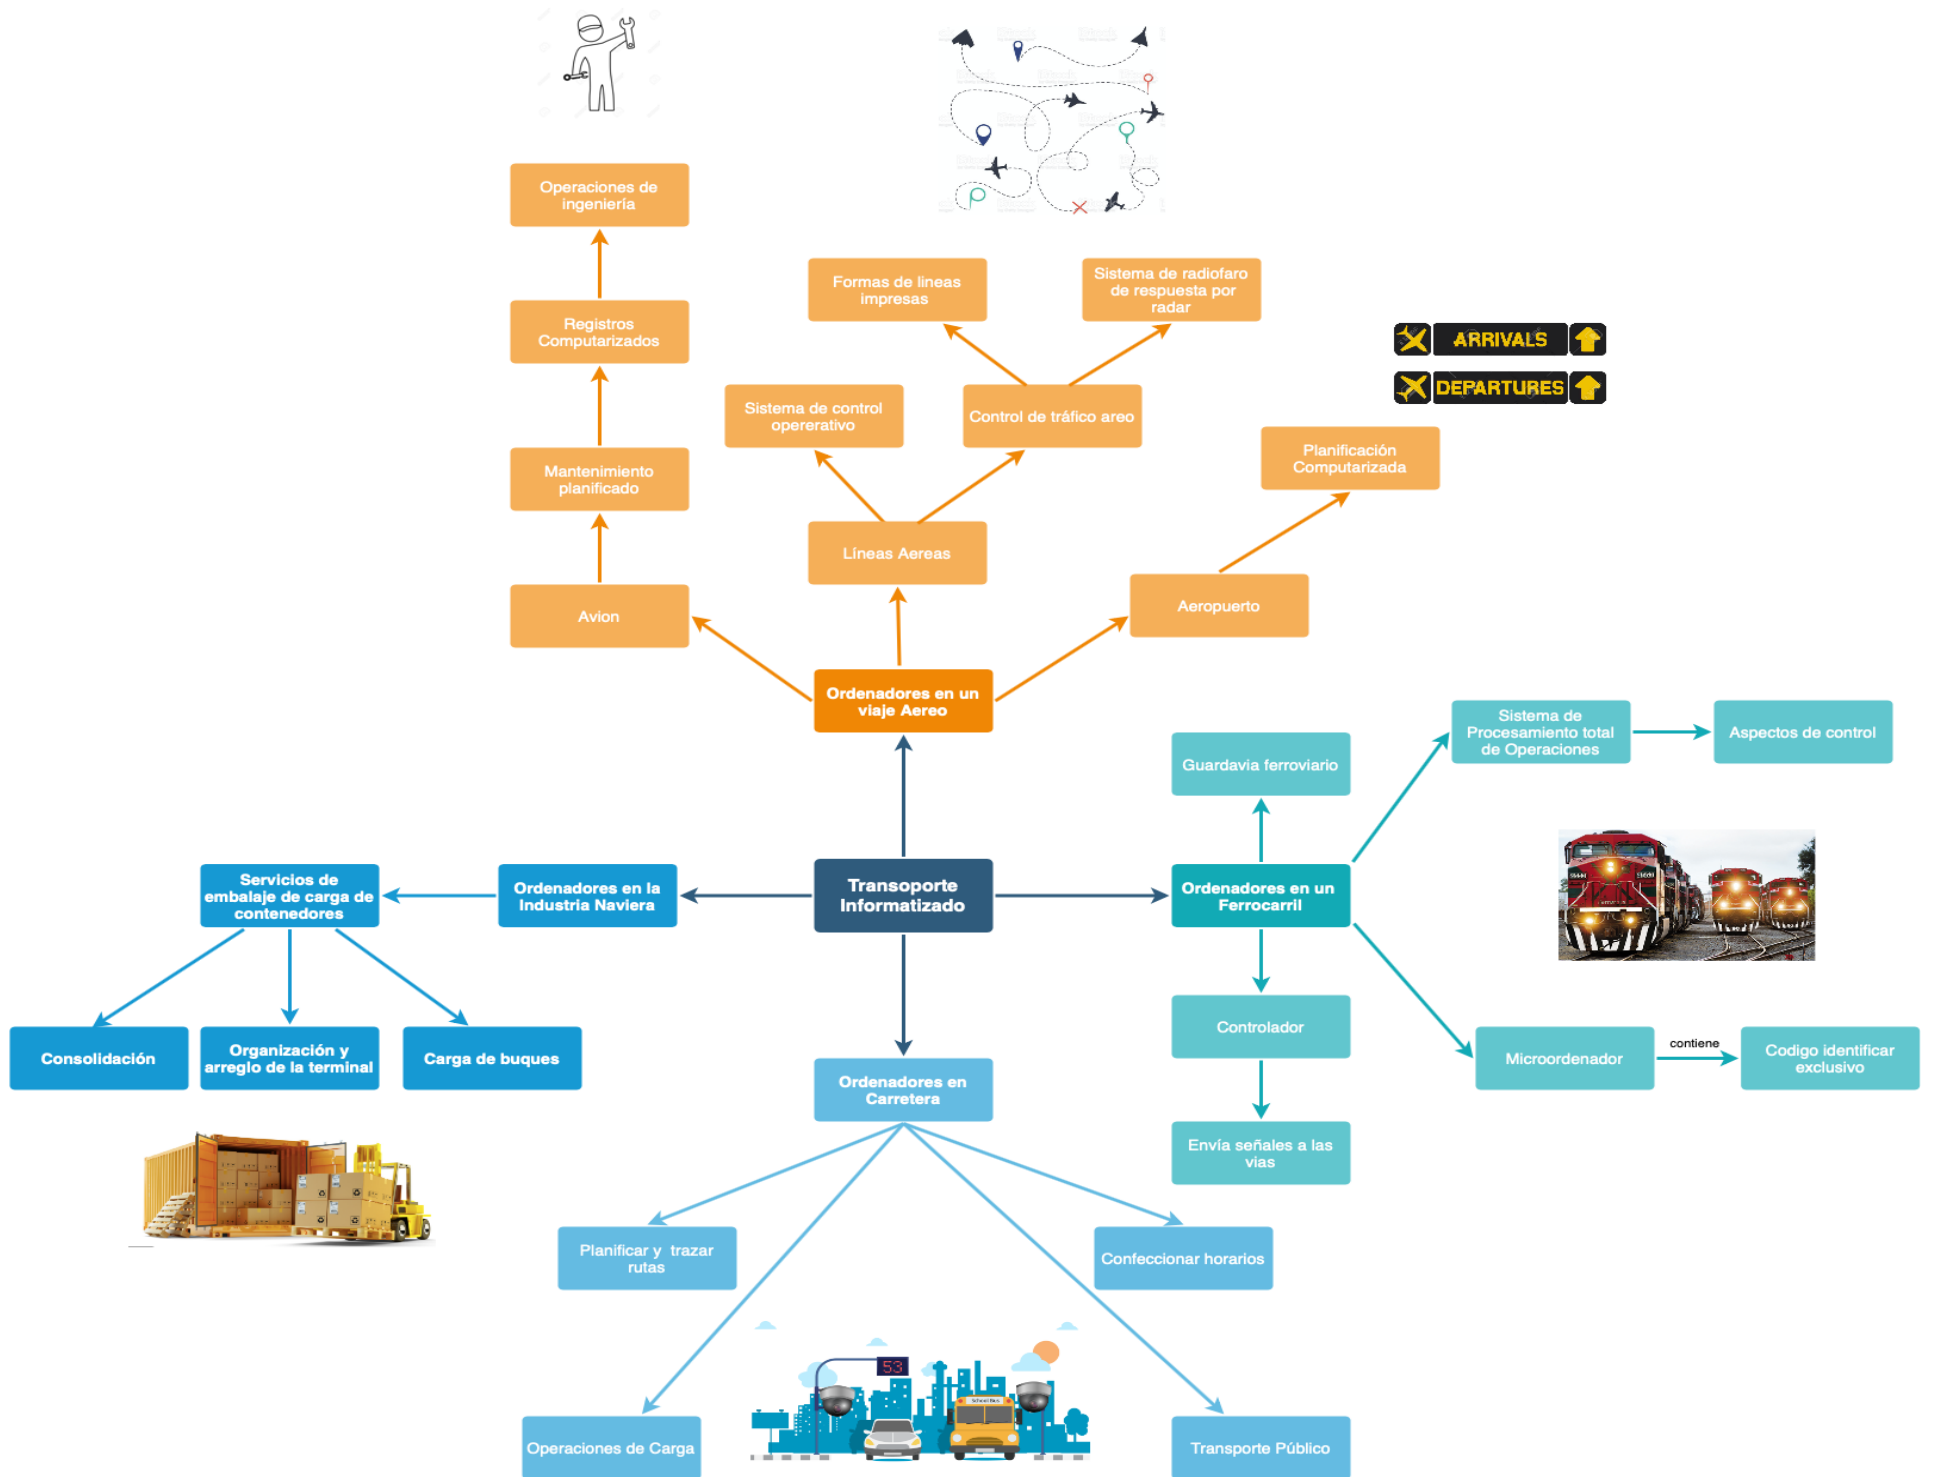 Operaciones de
ingeniería
Formas de lineas
impresas
Sistema de radiofaro
de respuesta por
radar
Registros
Computarizados
ARRIVALS
DEPARTURES
Sistema de control
opererativo
Control de tráfico areo
Planificación
Computarizada
Mantenimiento
planificado
Líneas Aereas
Avion
Aeropuerto
Ordenadores en un
viaje Aereo
Sistema de
Procesamiento total
de Operaciones
Aspectos de control
Guardavia ferroviario
Servicios de
embalaje de carga de
contenedores
Ordenadores en la
Industria Naviera
Transoporte
Informatizado
Ordenadores en un
Ferrocarril
Consolidación
Organización y
arreglo de la terminal
Carga de buques
Controlador
Microordenador
contiene
Codigo identificar
exclusivo
Ordenadores en
Carretera
Envía señales a las
vias
Planificar y trazar
rutas
Confeccionar horarios
53
School Bus
Operaciones de Carga
Transporte Público